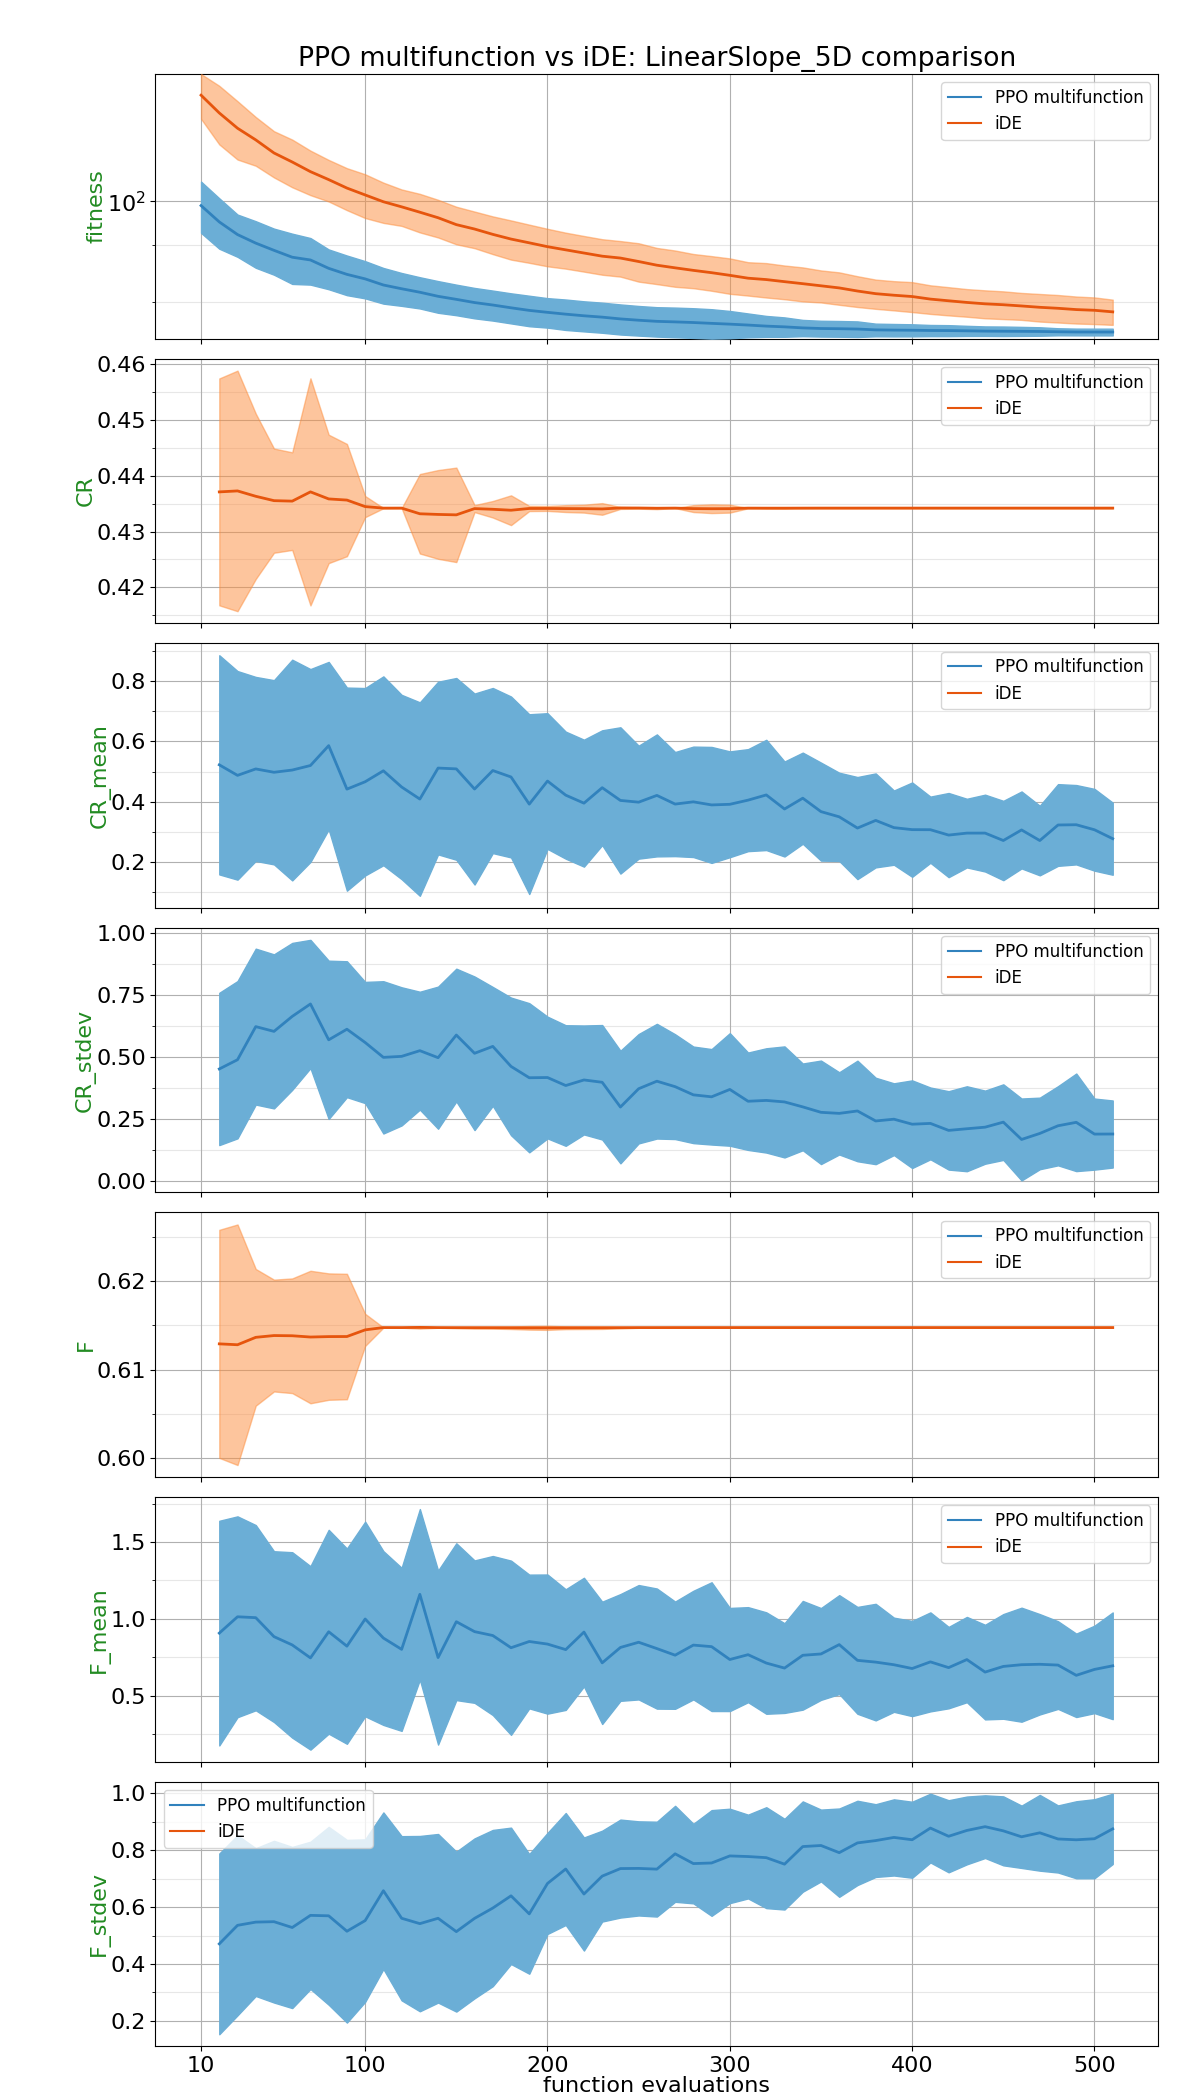 PPO multifunction vs iDE: LinearSlope_5D comparison
fitness
10²
PPO multifunction
iDE
CR
0.46
0.45
0.44
0.43
0.42
PPO multifunction
iDE
CR_mean
0.8
0.6
0.4
0.2
PPO multifunction
iDE
CR_stdev
1.00
0.75
0.50
0.25
0.00
PPO multifunction
iDE
F
0.62
0.61
0.60
PPO multifunction
iDE
F_mean
1.5
1.0
0.5
PPO multifunction
iDE
F_stdev
1.0
0.8
0.6
0.4
0.2
PPO multifunction
iDE
10 100 200 300 400 500
function evaluations